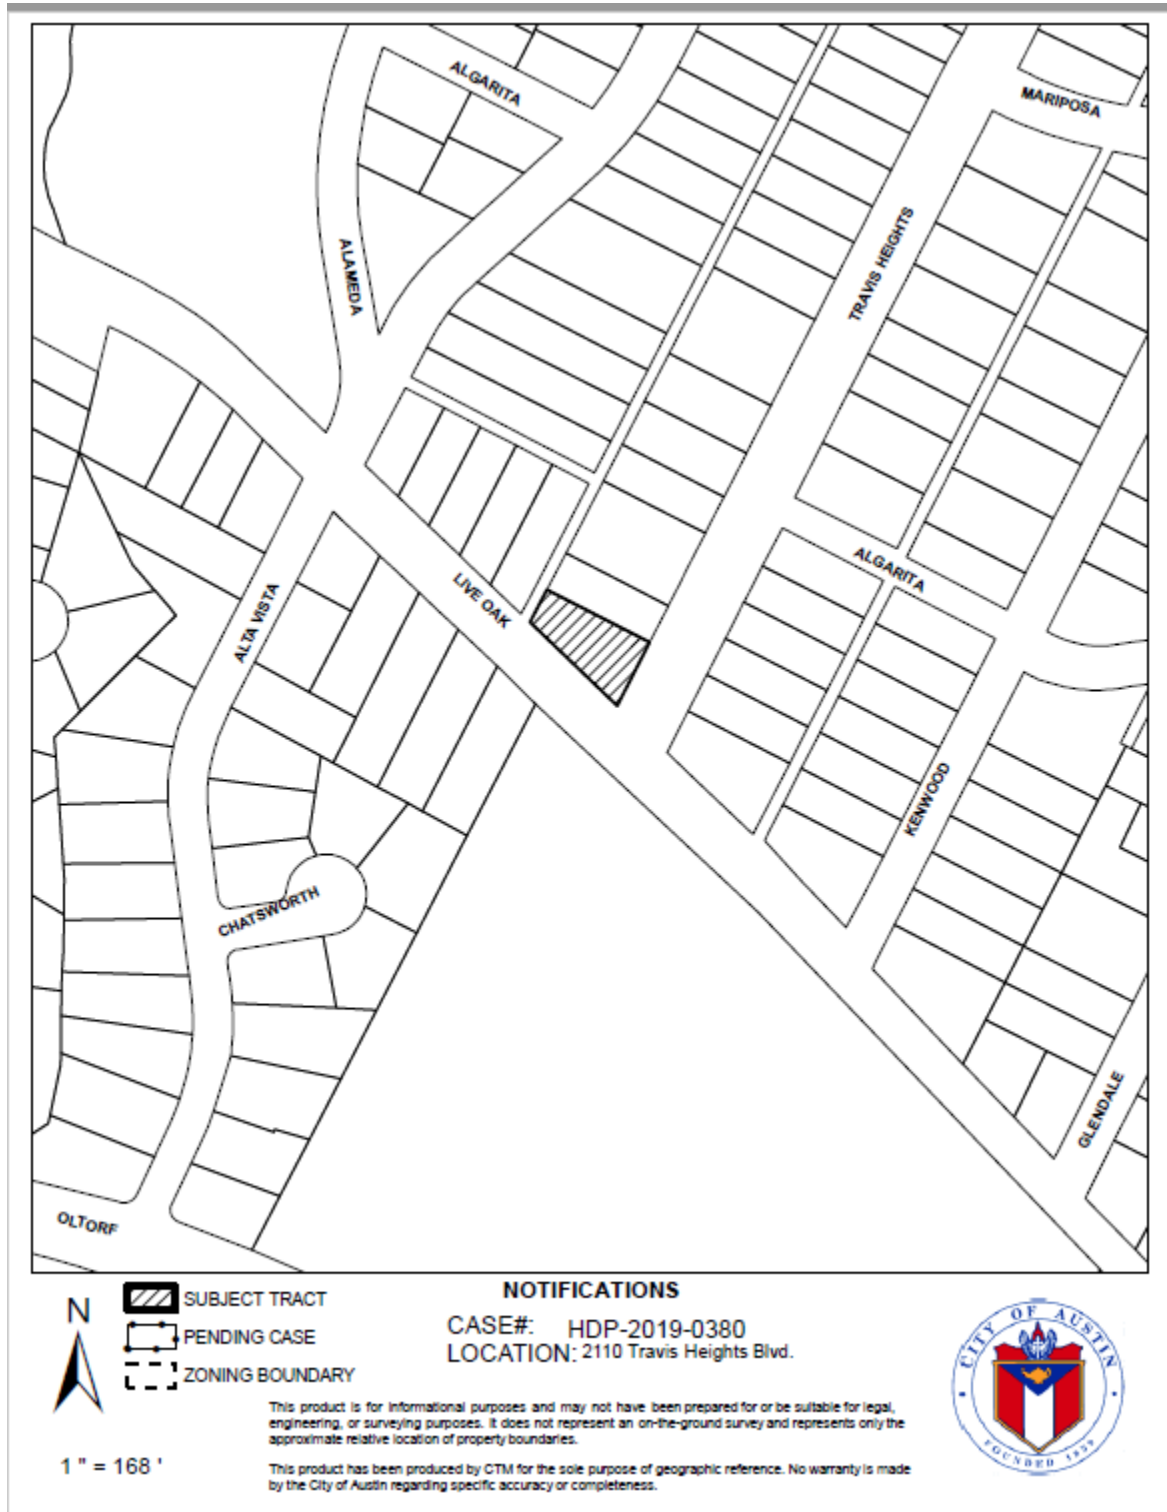 ALGARITA
MARIPOSA
ALAMEDA
TRAVIS HEIGHTS
LIVE OAK
ALGARITA
ALTA VISTA
KENWOOD
CHATSWORTH
GLENDALE
OLTORF
N
SUBJECT TRACT
PENDING CASE
ZONING BOUNDARY
1 " = 168 '
NOTIFICATIONS
CASE#: HDP-2019-0380
LOCATION: 2110 Travis Heights Blvd.
This product is for informational purposes and may not have been prepared for or be suitable for legal,
engineering, or surveying purposes. It does not represent an on-the-ground survey and represents only the
approximate relative location of property boundaries.
This product has been produced by CTM for the sole purpose of geographic reference. No warranty is made
by the City of Austin regarding specific accuracy or completeness.
CITY OF AUSTIN
FOUNDED 1839